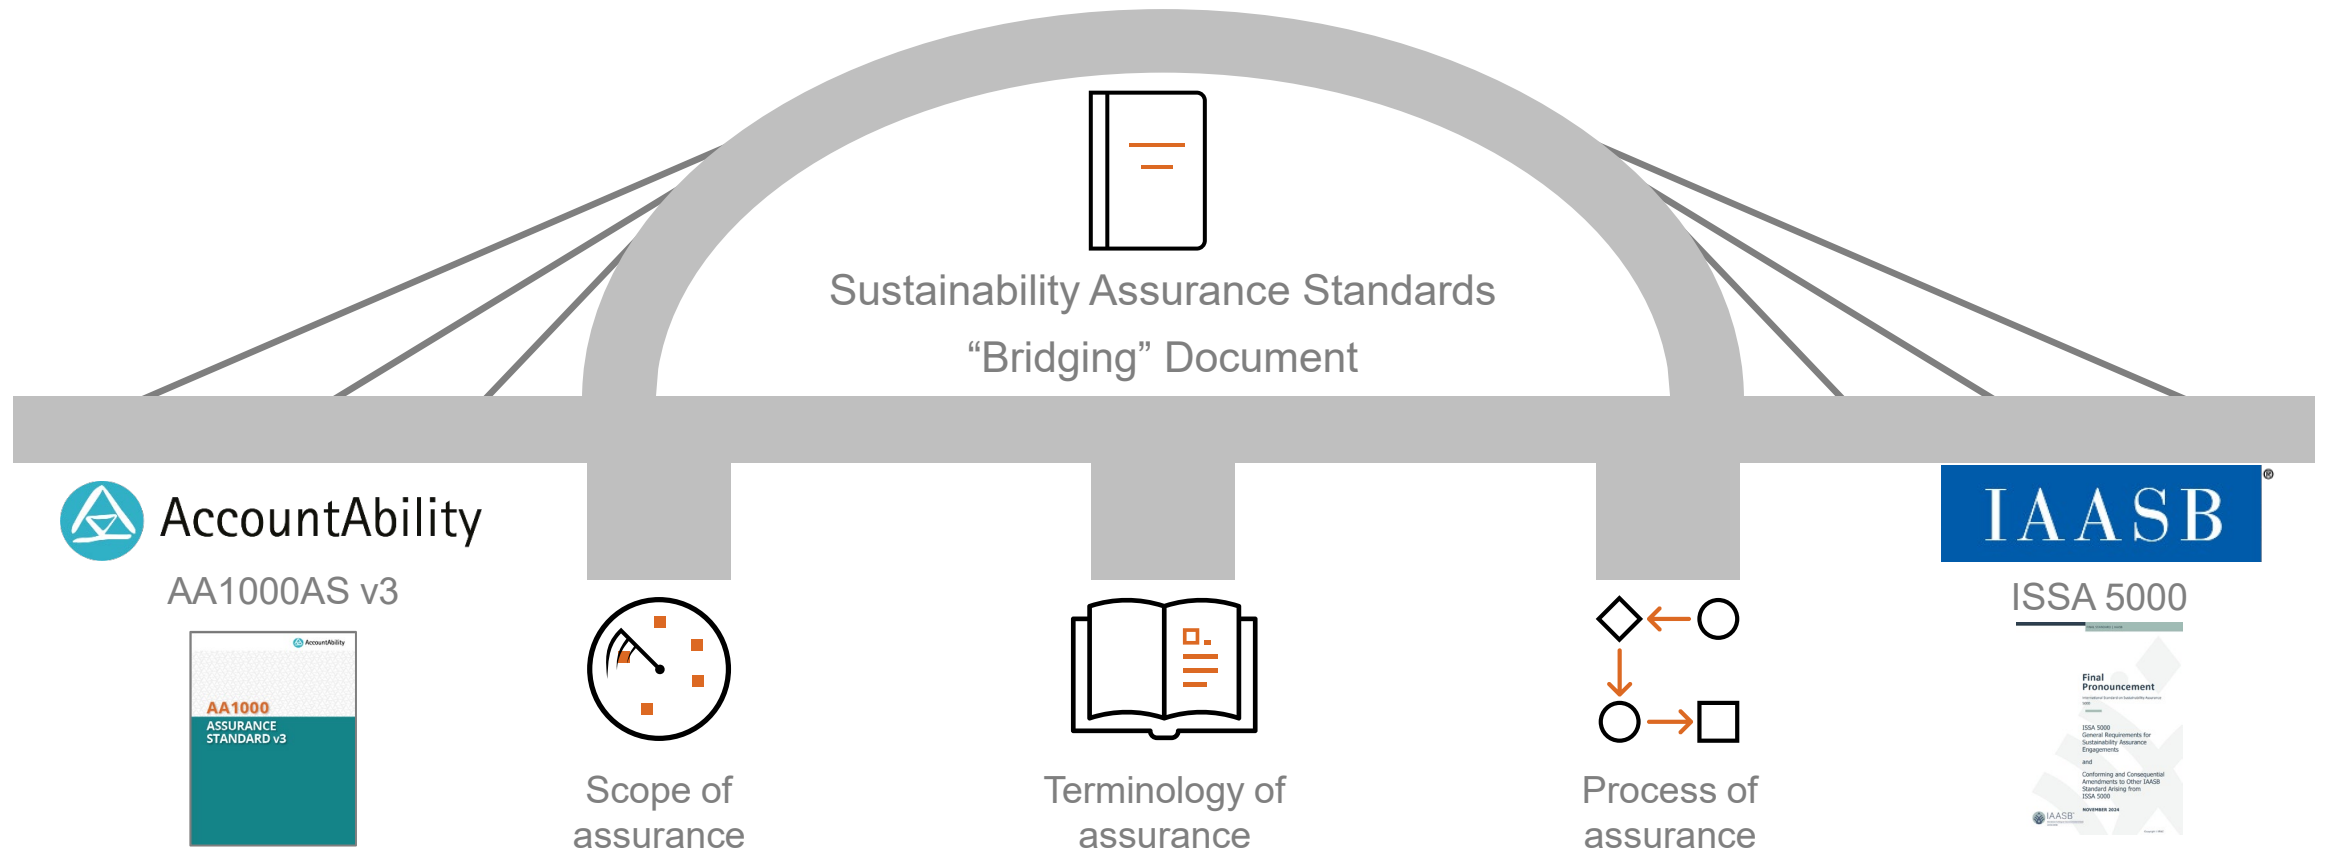 Sustainability Assurance Standards
“Bridging” Document
AccountAbility
AA1000AS v3
AccountAbility
AA1000
ASSURANCE
STANDARD v3
Scope of
assurance
Terminology of
assurance
Process of
assurance
IAASB®
ISSA 5000
Final
Pronouncement
ISSA 5000
General Requirements for
Sustainability Assurance
Engagements
and
Conforming and Consequential
Amendments to Other IAASB
Standard Arising from
ISSA 5000
NOVEMBER 2024
IAASB